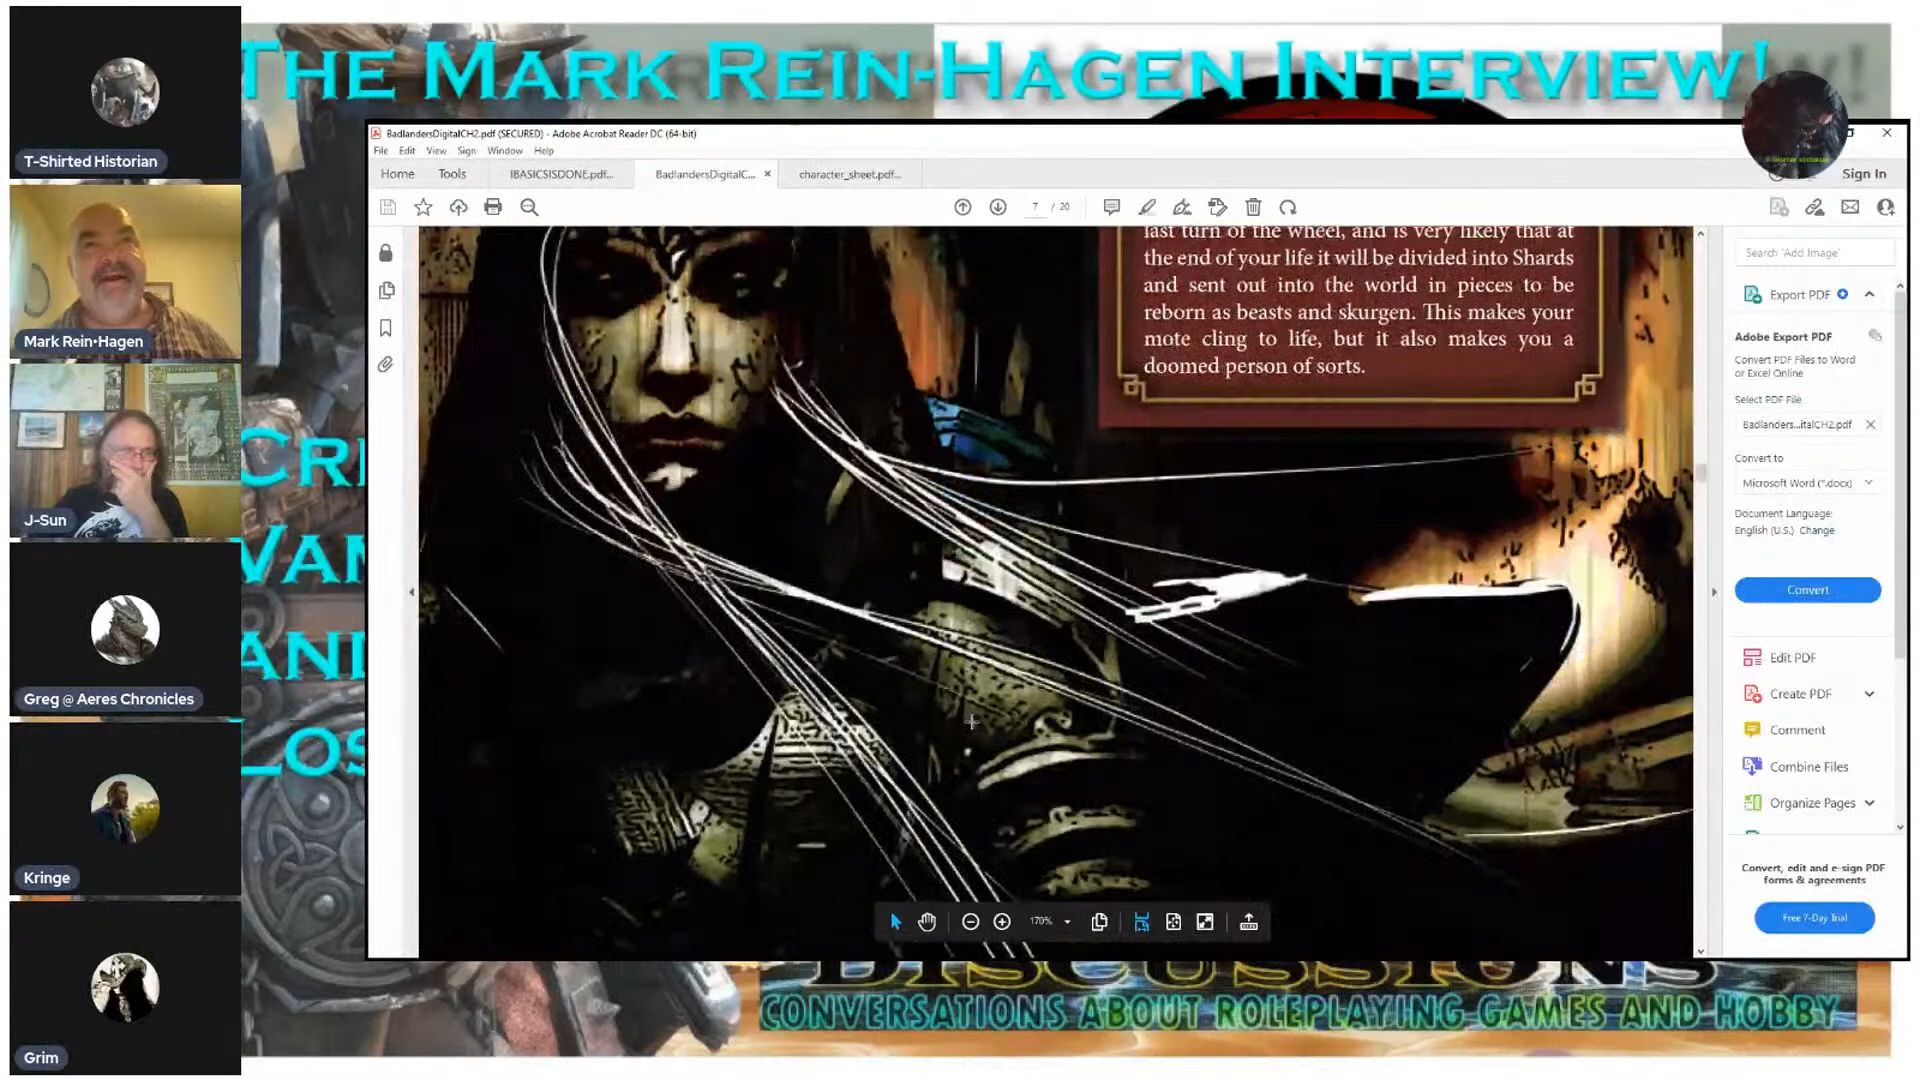 THE MARK REIN-HAGEN INTERVIEW!
T-Shirted Historian
Mark Rein•Hagen
J-Sun
Greg @ Aeres Chronicles
Kringe
Grim
BadlandersDigitalCH2.pdf (SECURED) - Adobe Acrobat Reader DC (64-bit)
File Edit View Sign Window Help
Home Tools IBASICSISDONE.pdf... BadlandersDigitalC... character_sheet.pdf...
Sign In
7 / 20
last turn of the wheel, and is very likely that at
the end of your life it will be divided into Shards
and sent out into the world in pieces to be
reborn as beasts and skurgen. This makes your
mote cling to life, but it also makes you a
doomed person of sorts.
170%
Search 'Add Image'
Export PDF
Adobe Export PDF
Convert PDF Files to Word
or Excel Online
Select PDF File
Badlanders...italCH2.pdf
Convert to
Microsoft Word (*.docx)
Document Language:
English (U.S.) Change
Convert
Edit PDF
Create PDF
Comment
Combine Files
Organize Pages
Convert, edit and e-sign PDF
forms & agreements
Free 7-Day Trial
CRE
VAM
AND
LOS
DISCUSSIONS
CONVERSATIONS ABOUT ROLEPLAYING GAMES AND HOBBY